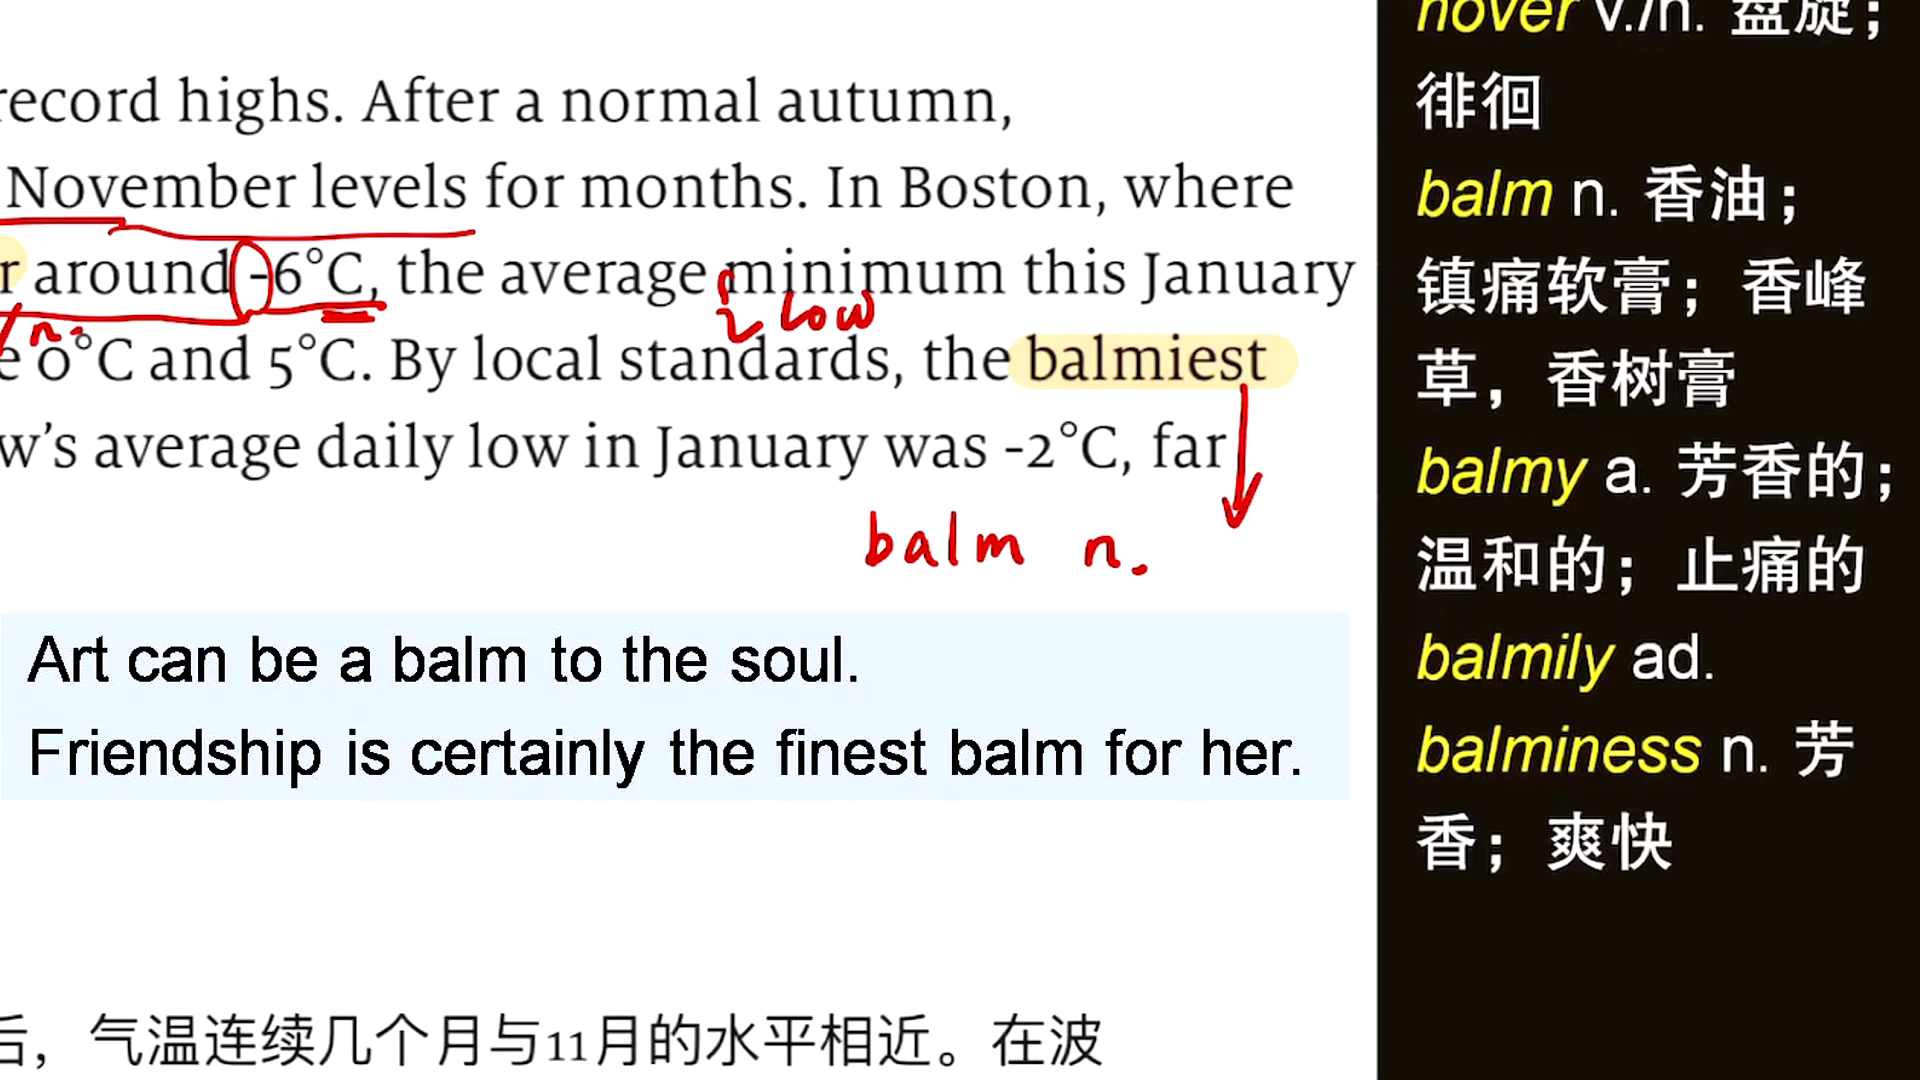 record highs. After a normal autumn,
November levels for months. In Boston, where
r around -6°C, the average minimum this January
low
n.
e 0°C and 5°C. By local standards, the balmiest
w's average daily low in January was -2°C, far
balm n.
Art can be a balm to the soul.
Friendship is certainly the finest balm for her.
后，气温连续几个月与11月的水平相近。在波
hover v./n. 盘旋；
徘徊
balm n. 香油；
镇痛软膏；香峰
草，香树膏
balmy a. 芳香的；
温和的；止痛的
balmily ad.
balminess n. 芳
香；爽快